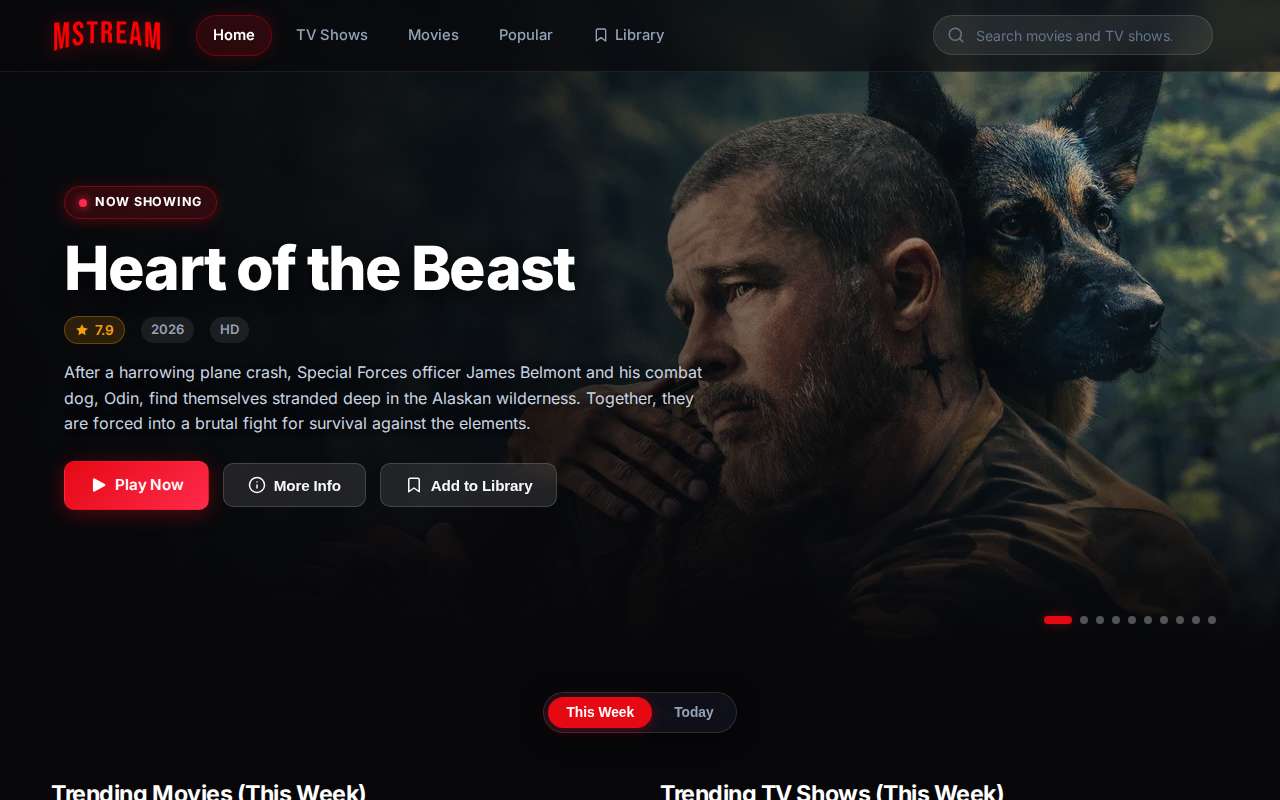 MSTREAM
Home
TV Shows
Movies
Popular
Library
Search movies and TV shows.
NOW SHOWING
Heart of the Beast
7.9
2026
HD
After a harrowing plane crash, Special Forces officer James Belmont and his combat
dog, Odin, find themselves stranded deep in the Alaskan wilderness. Together, they
are forced into a brutal fight for survival against the elements.
Play Now
More Info
Add to Library
This Week
Today
Trending Movies (This Week)
Trending TV Shows (This Week)